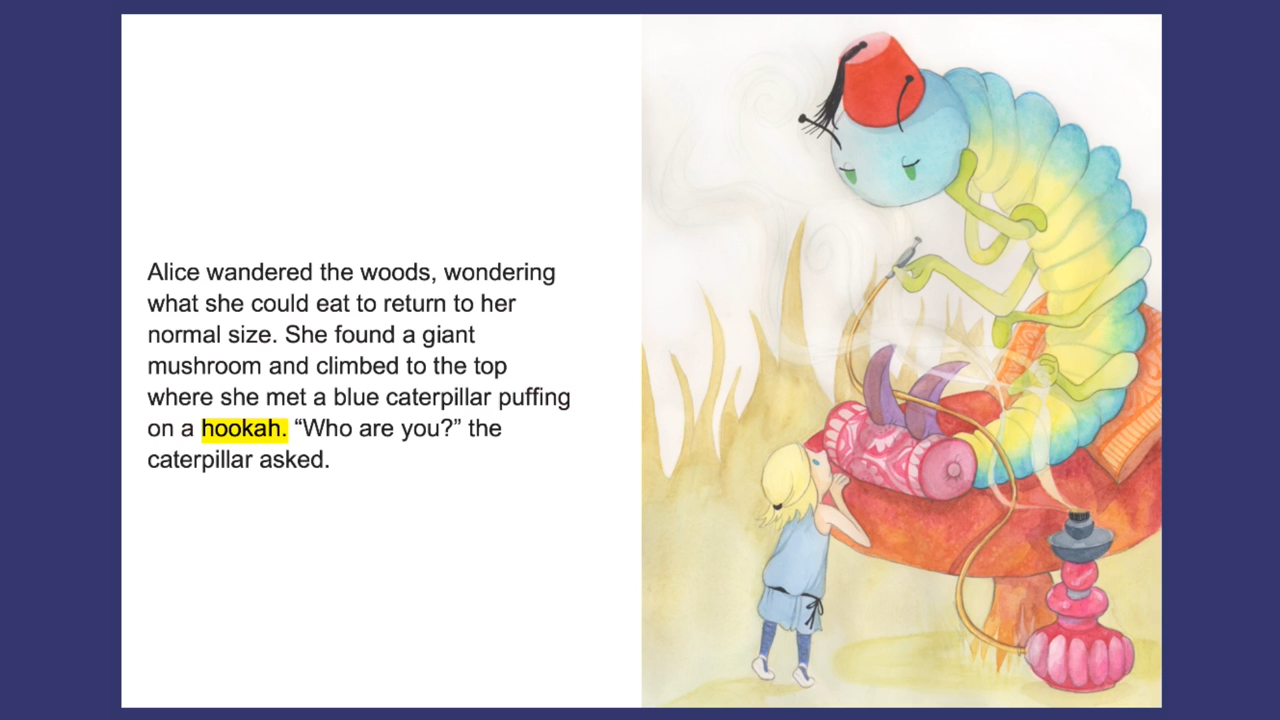 Alice wandered the woods, wondering
what she could eat to return to her
normal size. She found a giant
mushroom and climbed to the top
where she met a blue caterpillar puffing
on a hookah. “Who are you?” the
caterpillar asked.